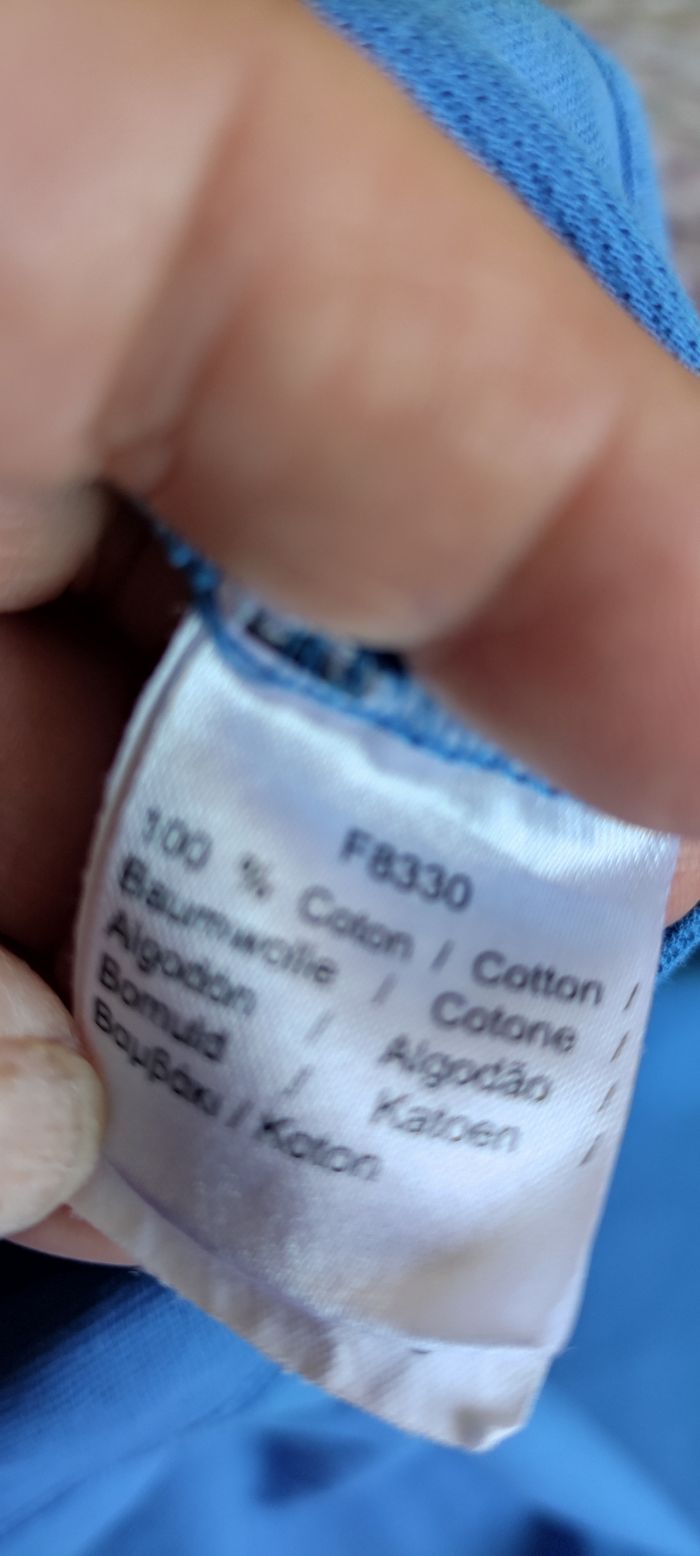 F8330
100 % Coton / Cotton /
Baumwolle / Cotone /
Algodón / Algodão /
Bomuld / Katoen /
Βαμβάκι / Koton